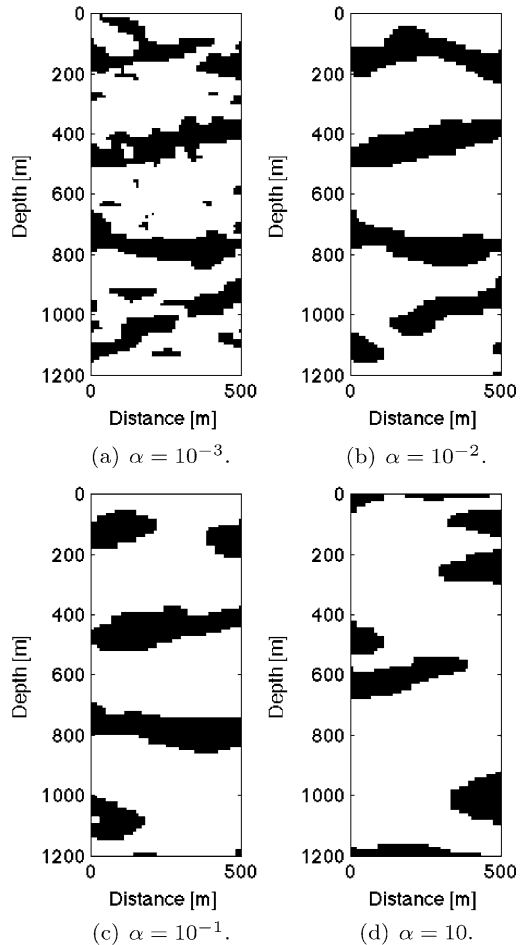 0
200
400
600
800
1000
1200
Depth [m]
0 500
Distance [m]
(a) α = 10⁻³.
0
200
400
600
800
1000
1200
Depth [m]
0 500
Distance [m]
(b) α = 10⁻².
0
200
400
600
800
1000
1200
Depth [m]
0 500
Distance [m]
(c) α = 10⁻¹.
0
200
400
600
800
1000
1200
Depth [m]
0 500
Distance [m]
(d) α = 10.